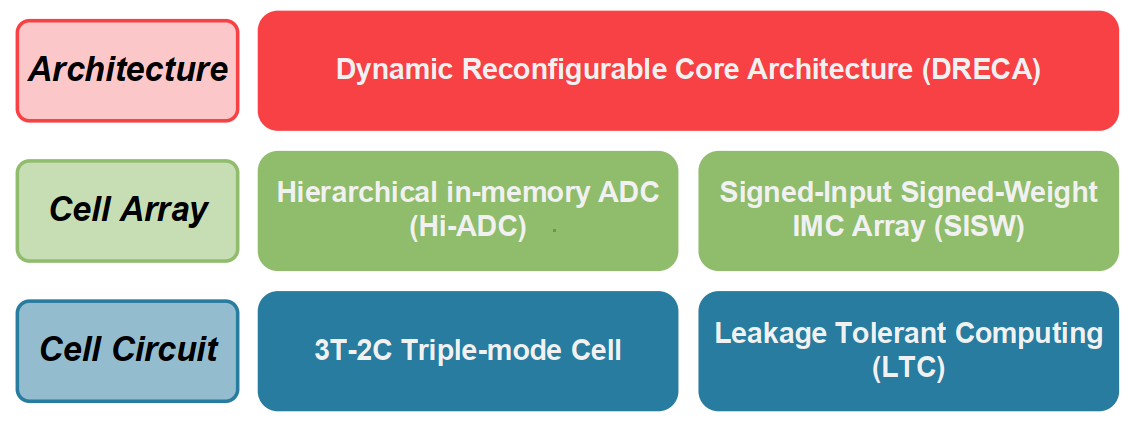 Architecture
Dynamic Reconfigurable Core Architecture (DRECA)
Cell Array
Hierarchical in-memory ADC
(Hi-ADC)
Signed-Input Signed-Weight
IMC Array (SISW)
Cell Circuit
3T-2C Triple-mode Cell
Leakage Tolerant Computing
(LTC)